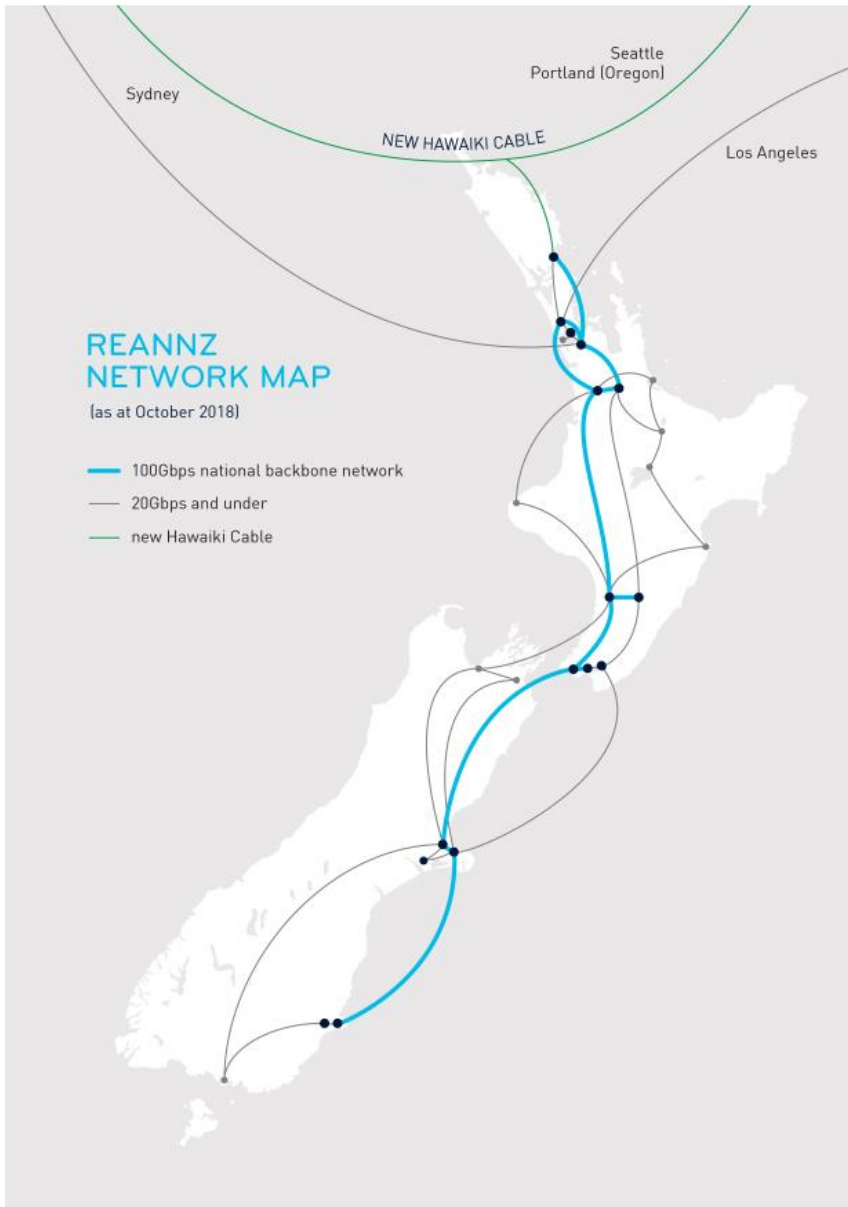 Seattle
Portland (Oregon)
Sydney
NEW HAWAIKI CABLE
Los Angeles
REANNZ
NETWORK MAP
(as at October 2018)
100Gbps national backbone network
20Gbps and under
new Hawaiki Cable